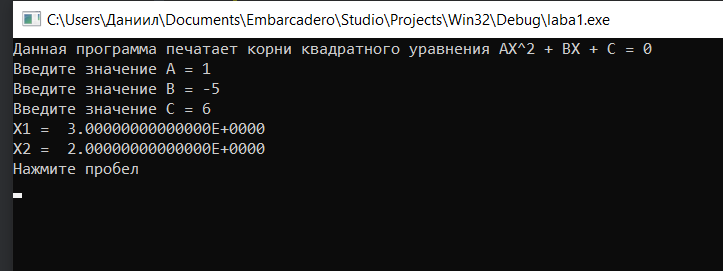 C:\Users\Даниил\Documents\Embarcadero\Studio\Projects\Win32\Debug\laba1.exe
Данная программа печатает корни квадратного уравнения AX^2 + BX + C = 0
Введите значение A = 1
Введите значение B = -5
Введите значение C = 6
X1 =  3.00000000000000E+0000
X2 =  2.00000000000000E+0000
Нажмите пробел